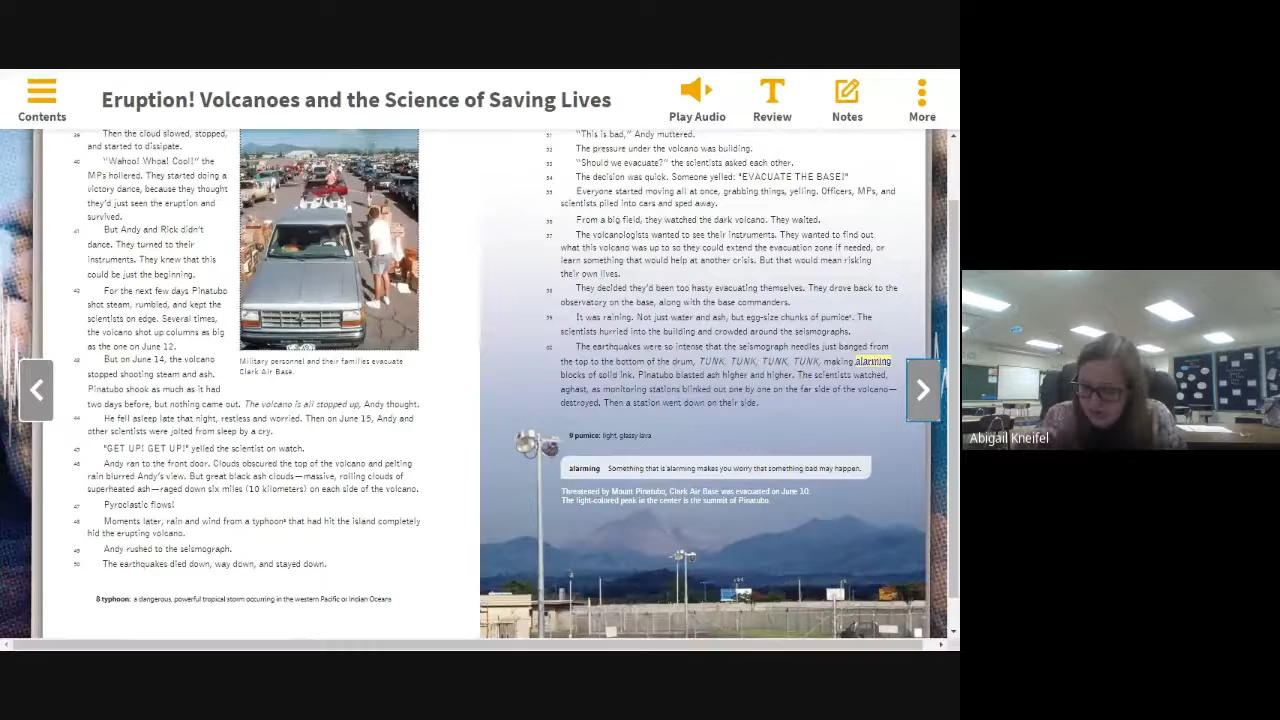 Contents
Eruption! Volcanoes and the Science of Saving Lives
Play Audio
Review
Notes
More
39 Then the cloud slowed, stopped,
and started to dissipate.
40 "Wahoo! Whoa! Cool!" the
MPs hollered. They started doing a
victory dance, because they thought
they'd just seen the eruption and
survived.
41 But Andy and Rick didn't
dance. They turned to their
instruments. They knew that this
could be just the beginning.
42 For the next few days Pinatubo
shot steam, rumbled, and kept the
scientists on edge. Several times,
the volcano shot up columns as big
as the one on June 12.
43 But on June 14, the volcano
stopped shooting steam and ash.
Pinatubo shook as much as it had
two days before, but nothing came out. The volcano is all stopped up, Andy thought.
44 He fell asleep late that night, restless and worried. Then on June 15, Andy and
other scientists were jolted from sleep by a cry.
45 "GET UP! GET UP!" yelled the scientist on watch.
46 Andy ran to the front door. Clouds obscured the top of the volcano and pelting
rain blurred Andy's view. But great black ash clouds—massive, rolling clouds of
superheated ash—raged down six miles (10 kilometers) on each side of the volcano.
47 Pyroclastic flows!
48 Moments later, rain and wind from a typhoon⁸ that had hit the island completely
hid the erupting volcano.
49 Andy rushed to the seismograph.
50 The earthquakes died down, way down, and stayed down.
8 typhoon: a dangerous, powerful tropical storm occurring in the western Pacific or Indian Oceans
Military personnel and their families evacuate
Clark Air Base.
51 "This is bad," Andy muttered.
52 The pressure under the volcano was building.
53 "Should we evacuate?" the scientists asked each other.
54 The decision was quick. Someone yelled: "EVACUATE THE BASE!"
55 Everyone started moving all at once, grabbing things, yelling. Officers, MPs, and
scientists piled into cars and sped away.
56 From a big field, they watched the dark volcano. They waited.
57 The volcanologists wanted to see their instruments. They wanted to find out
what this volcano was up to so they could extend the evacuation zone if needed, or
learn something that would help at another crisis. But that would mean risking
their own lives.
58 They decided they'd been too hasty evacuating themselves. They drove back to the
observatory on the base, along with the base commanders.
59 It was raining. Not just water and ash, but egg-size chunks of pumice⁹. The
scientists hurried into the building and crowded around the seismographs.
60 The earthquakes were so intense that the seismograph needles just banged from
the top to the bottom of the drum, TUNK, TUNK, TUNK, TUNK, making alarming
blocks of solid ink. Pinatubo blasted ash higher and higher. The scientists watched,
aghast, as monitoring stations blinked out one by one on the far side of the volcano—
destroyed. Then a station went down on their side.
9 pumice: light, glassy lava
alarming Something that is alarming makes you worry that something bad may happen.
Threatened by Mount Pinatubo, Clark Air Base was evacuated on June 10.
The light-colored peak in the center is the summit of Pinatubo.
Abigail Kneifel